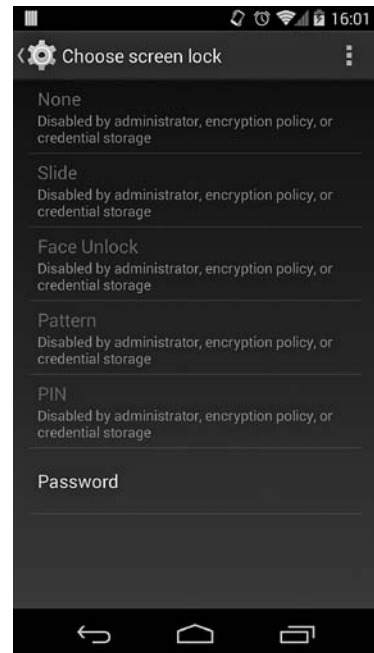 16:01
Choose screen lock
None
Disabled by administrator, encryption policy, or
credential storage
Slide
Disabled by administrator, encryption policy, or
credential storage
Face Unlock
Disabled by administrator, encryption policy, or
credential storage
Pattern
Disabled by administrator, encryption policy, or
credential storage
PIN
Disabled by administrator, encryption policy, or
credential storage
Password